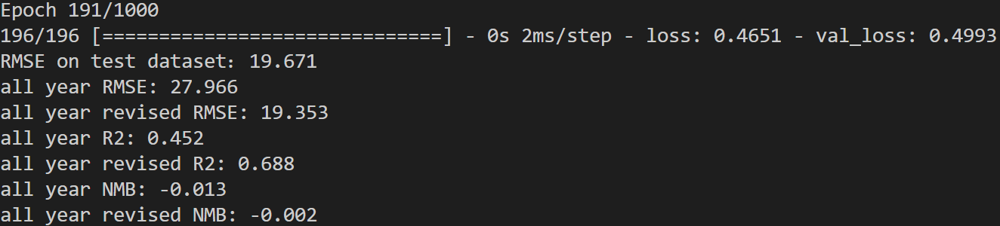 Epoch 191/1000
196/196 [==============================] - 0s 2ms/step - loss: 0.4651 - val_loss: 0.4993
RMSE on test dataset: 19.671
all year RMSE: 27.966
all year revised RMSE: 19.353
all year R2: 0.452
all year revised R2: 0.688
all year NMB: -0.013
all year revised NMB: -0.002